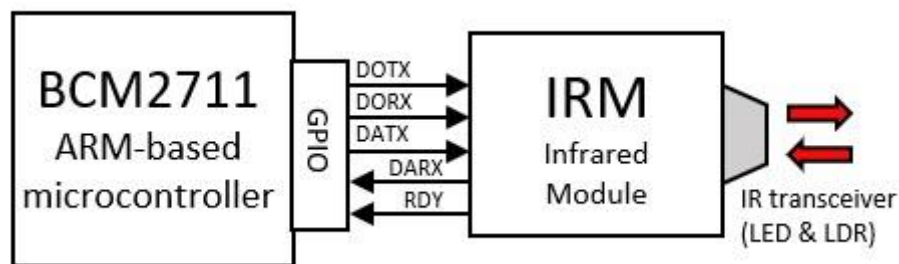 BCM2711
ARM-based
microcontroller
GPIO
DOTX
DORX
DATX
DARX
RDY
IRM
Infrared
Module
IR transceiver
(LED & LDR)